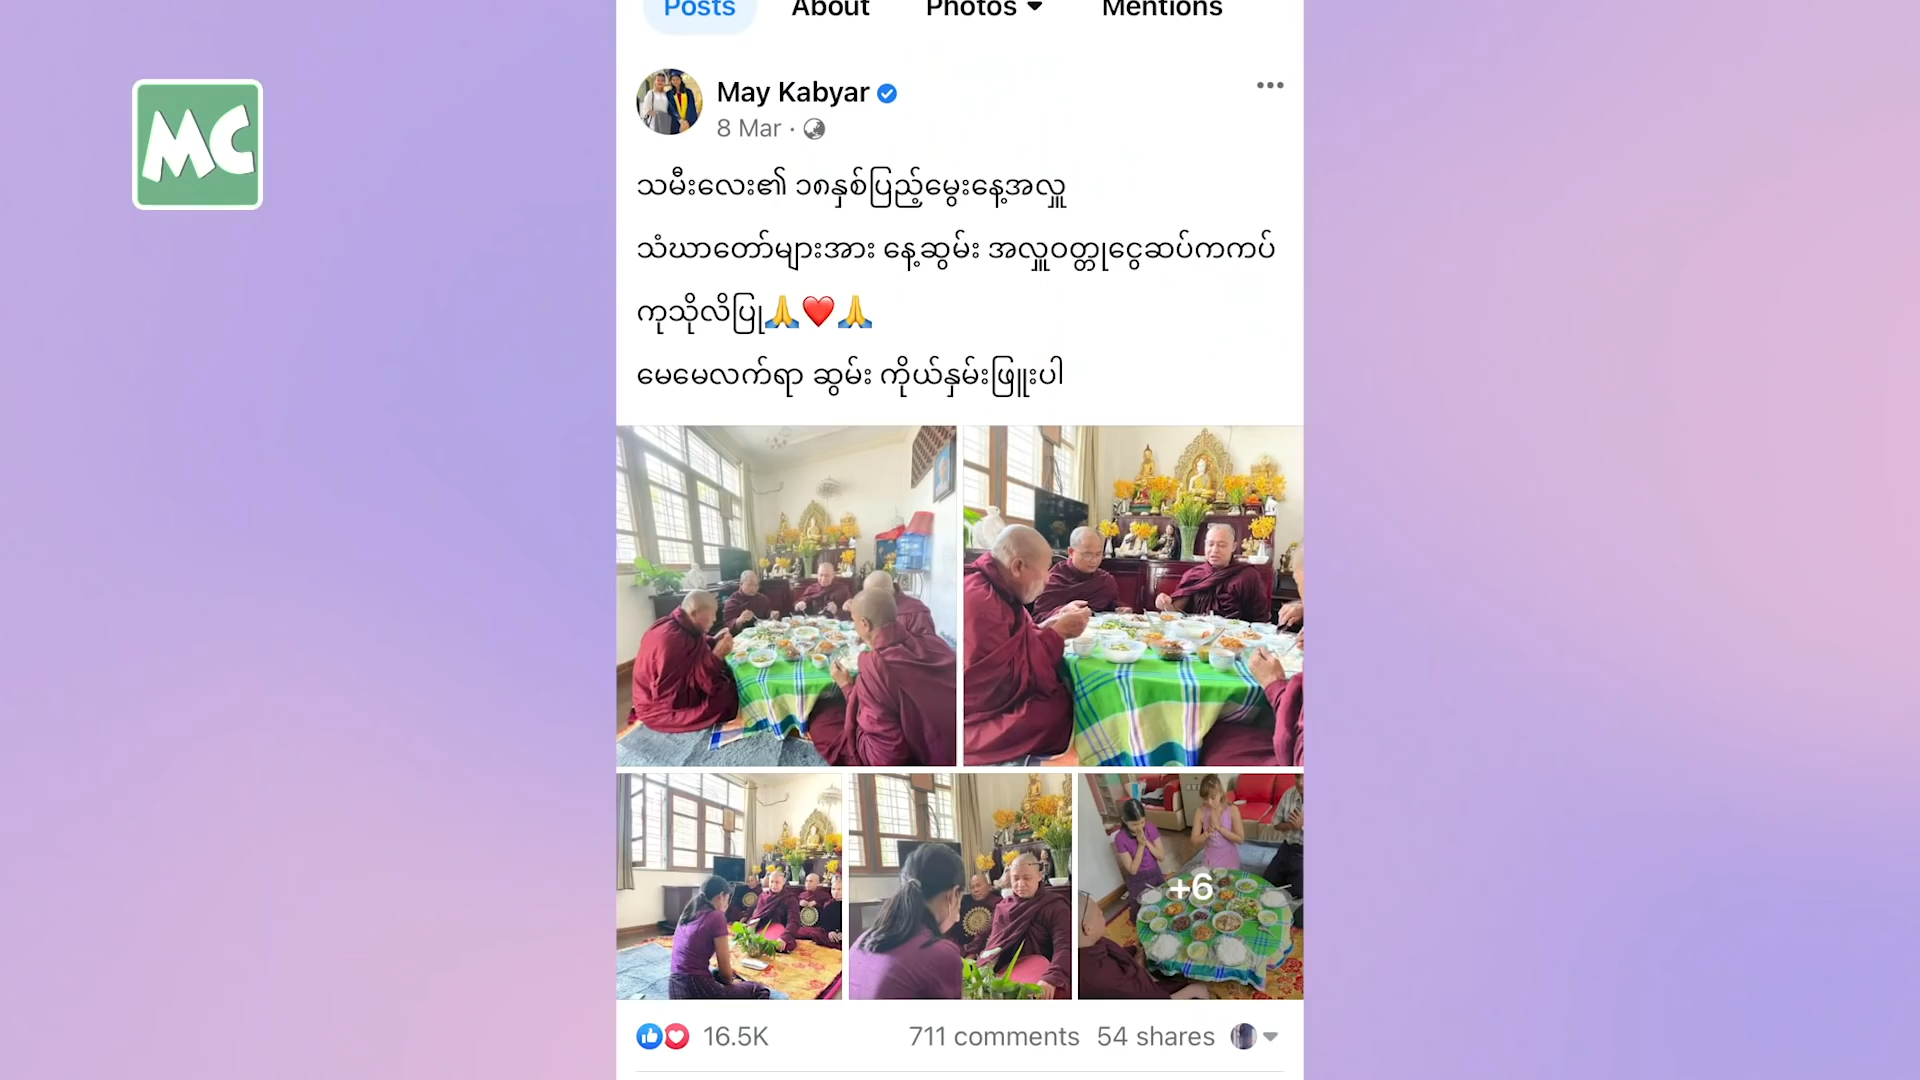 Posts About Photos Mentions
MC
May Kabyar
8 Mar ·
သမီးလေး၏ ၁၈နှစ်ပြည့်မွေးနေ့အလှူ
သံဃာတော်များအား နေ့ဆွမ်း အလှူဝတ္တုငွေဆပ်ကကပ်
ကုသိုလိပြု🙏❤️🙏
မေမေလက်ရာ ဆွမ်း ကိုယ်နှမ်းဖြူးပါ
+6
16.5K 711 comments 54 shares